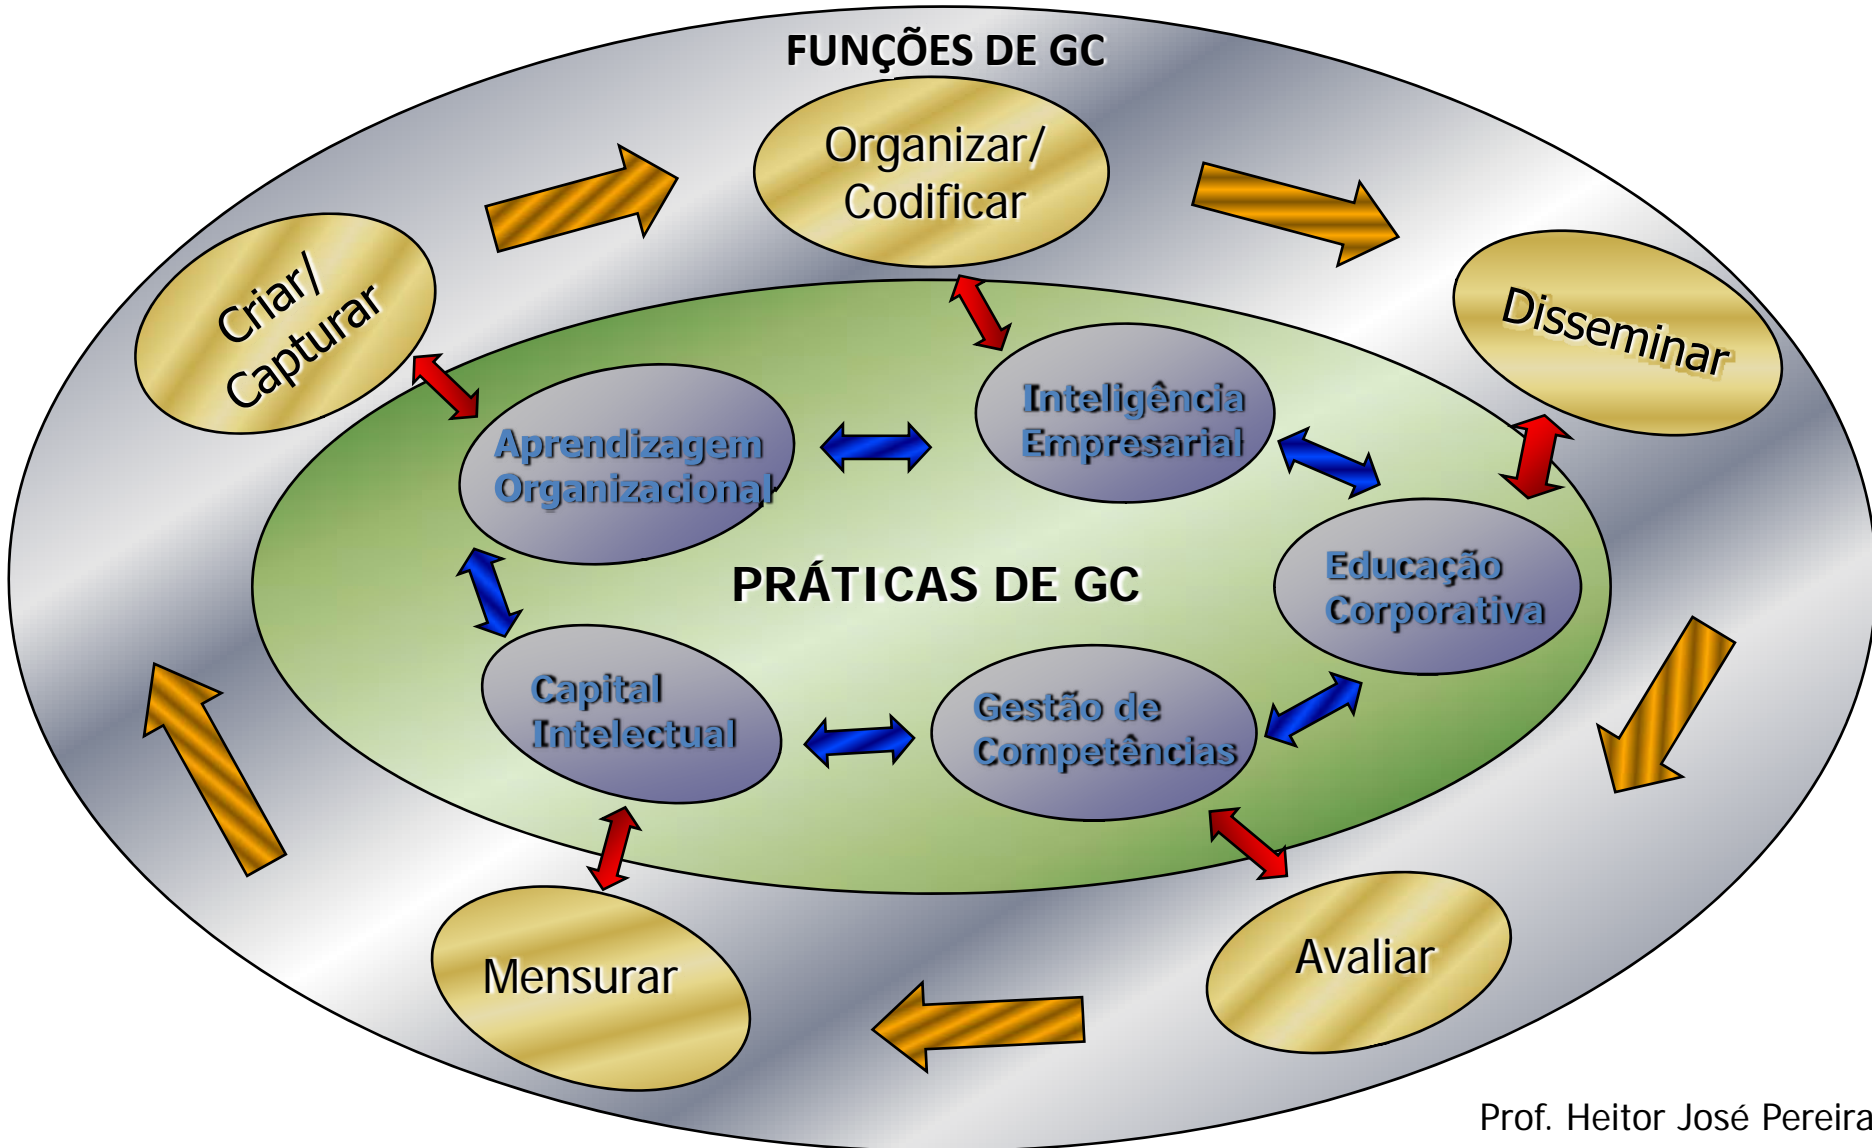 FUNÇÕES DE GC
Organizar/
Codificar
Criar/
Capturar
Disseminar
Inteligência
Empresarial
Aprendizagem
Organizacional
PRÁTICAS DE GC
Educação
Corporativa
Capital
Intelectual
Gestão de
Competências
Mensurar
Avaliar
Prof. Heitor José Pereira